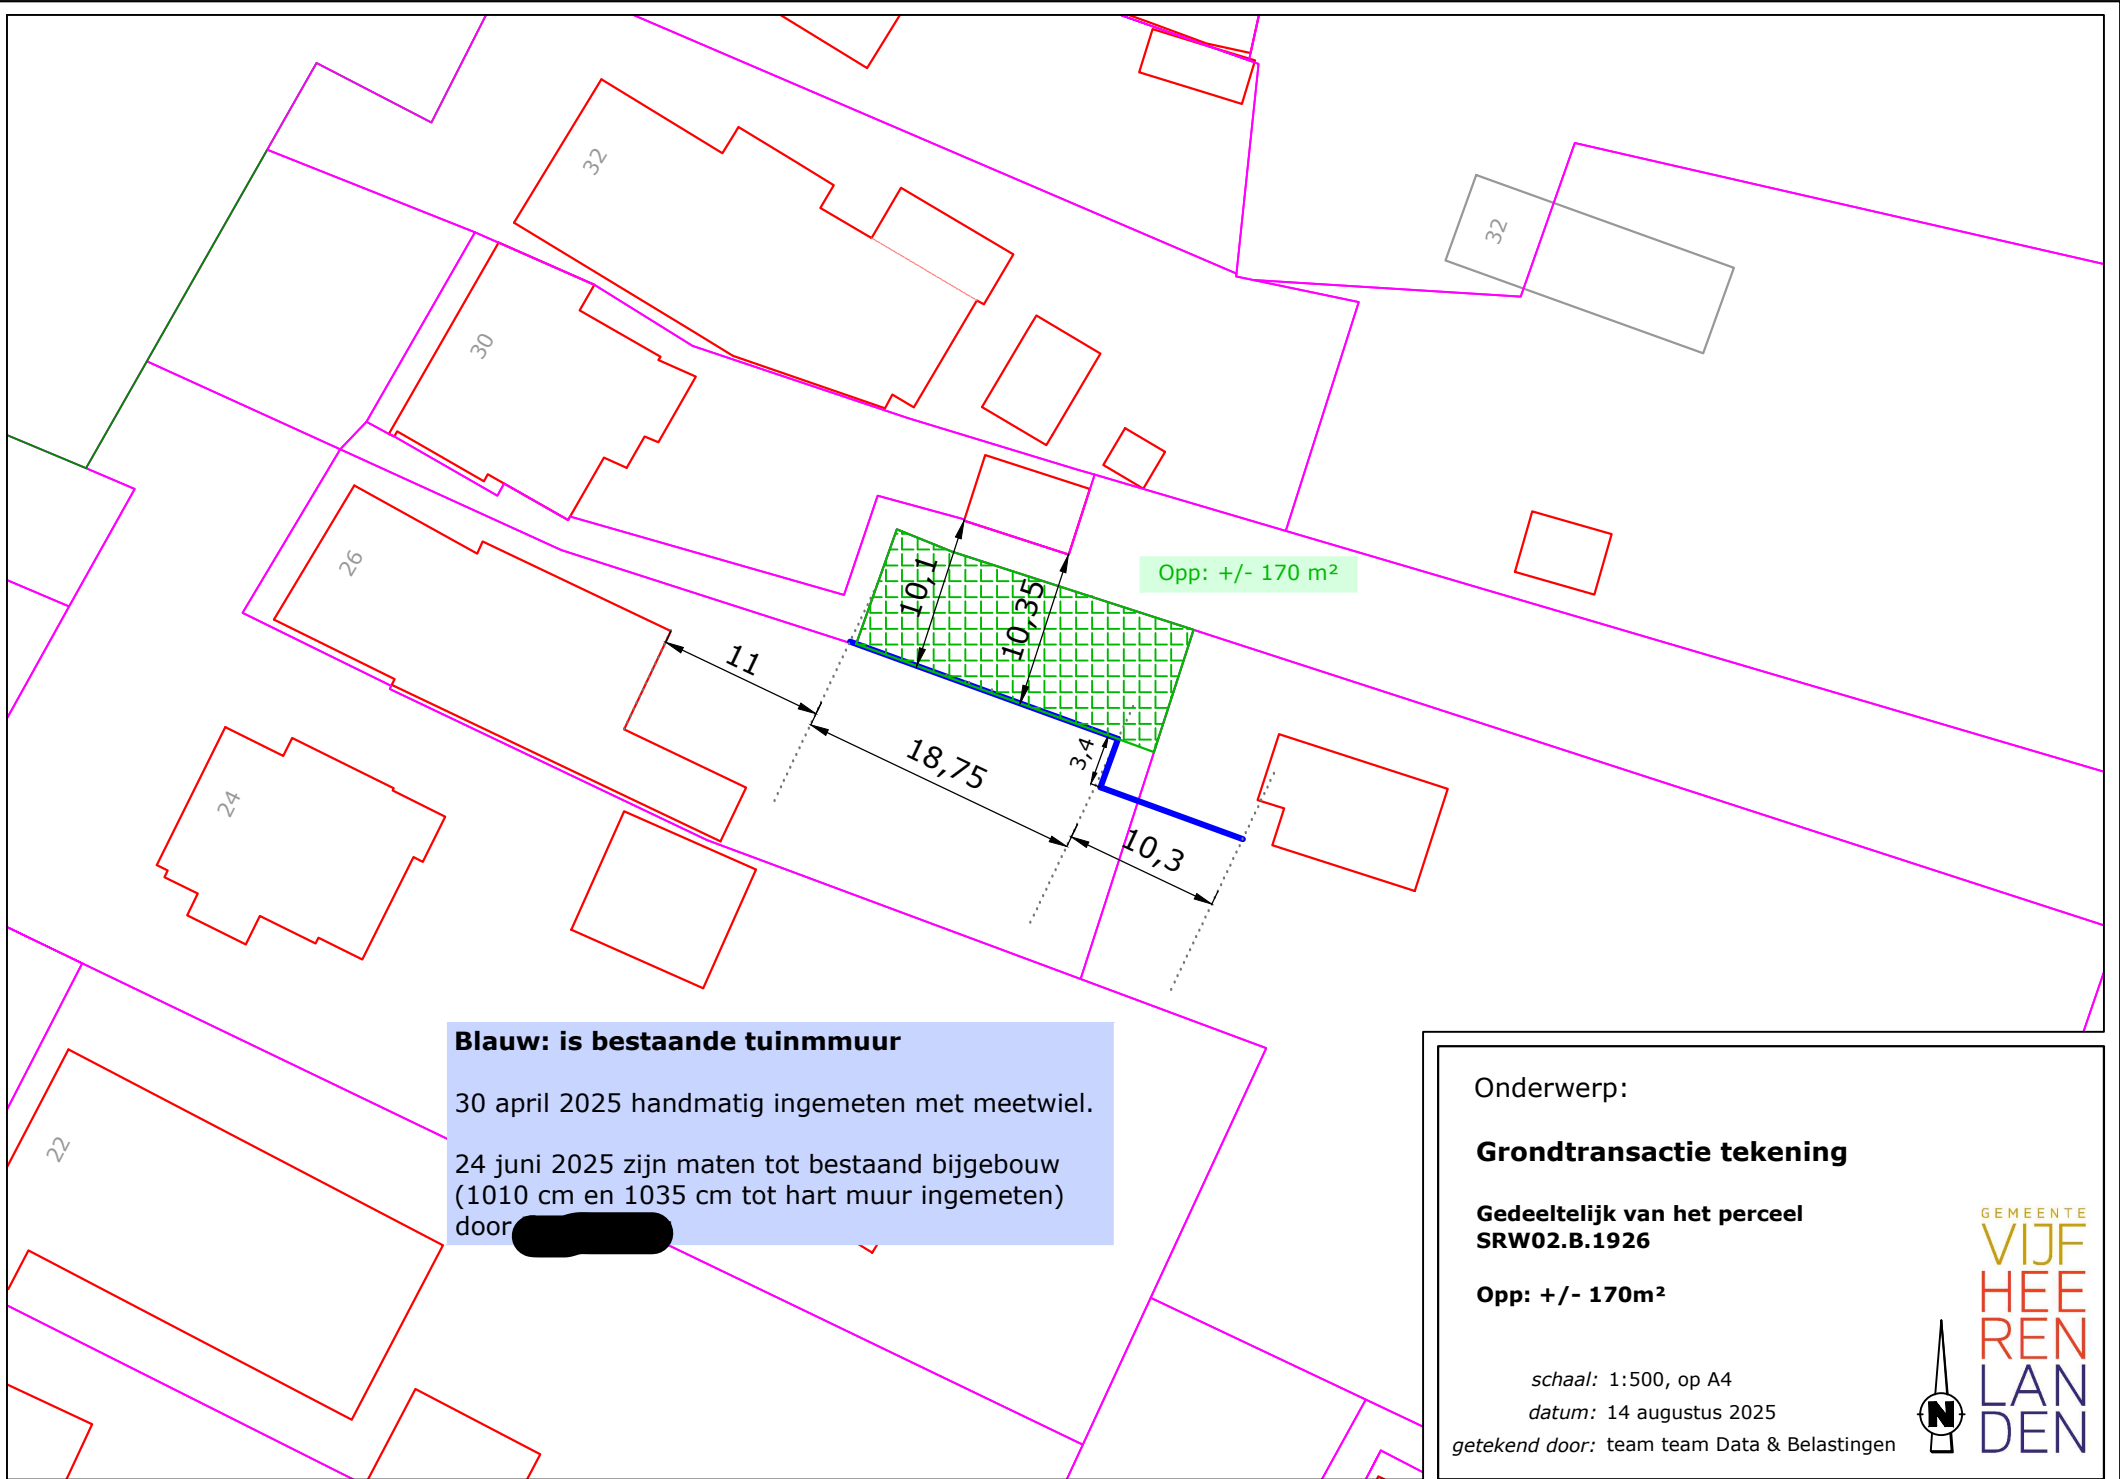 32
32
30
26
24
22
10,1
10,35
Opp: +/- 170 m²
11
18,75
3,4
10,3
Blauw: is bestaande tuinmmuur
30 april 2025 handmatig ingemeten met meetwiel.
24 juni 2025 zijn maten tot bestaand bijgebouw
(1010 cm en 1035 cm tot hart muur ingemeten)
door
Onderwerp:
Grondtransactie tekening
Gedeeltelijk van het perceel
SRW02.B.1926
Opp: +/- 170m²
schaal: 1:500, op A4
datum: 14 augustus 2025
getekend door: team team Data & Belastingen
N
GEMEENTE
VIJF
HEE
REN
LAN
DEN